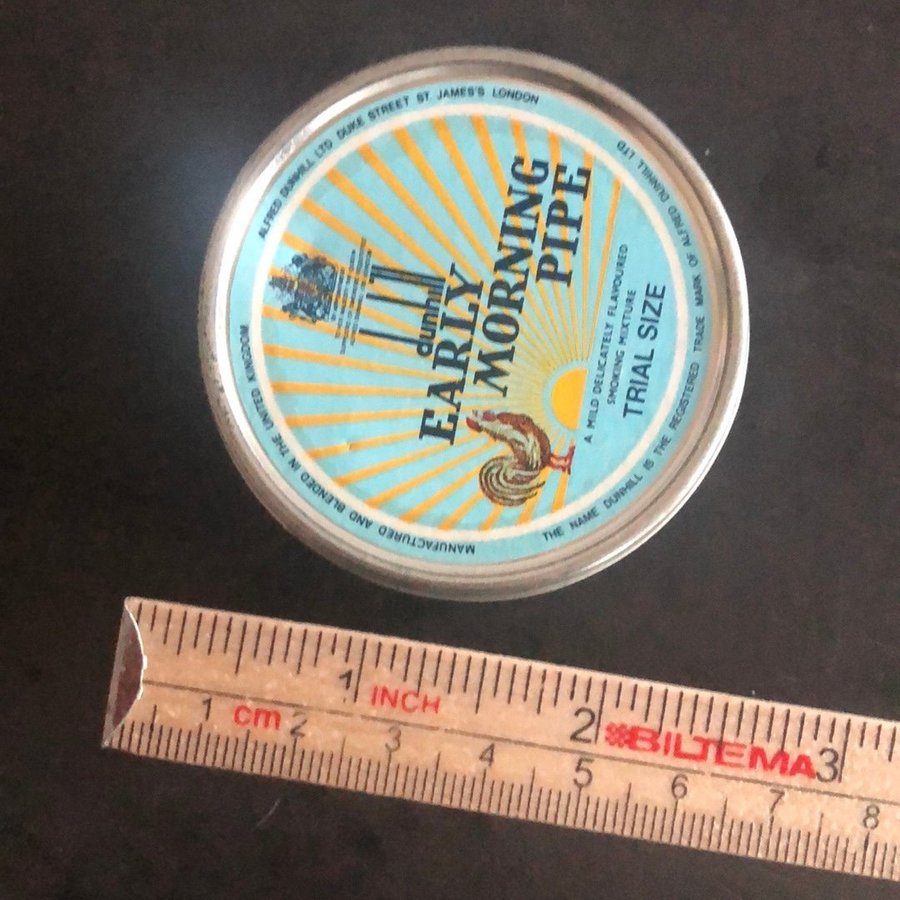 ALFRED DUNHILL LTD DUKE STREET ST JAMES'S LONDON
dunhill
EARLY
MORNING
PIPE
A MILD DELICATELY FLAVOURED
SMOKING MIXTURE
TRIAL SIZE
MANUFACTURED AND BLENDED IN THE UNITED KINGDOM
THE NAME DUNHILL IS THE REGISTERED TRADE MARK OF ALFRED DUNHILL LTD
1 INCH 2 BILTEMA 3
1 cm 2 3 4 5 6 7 8